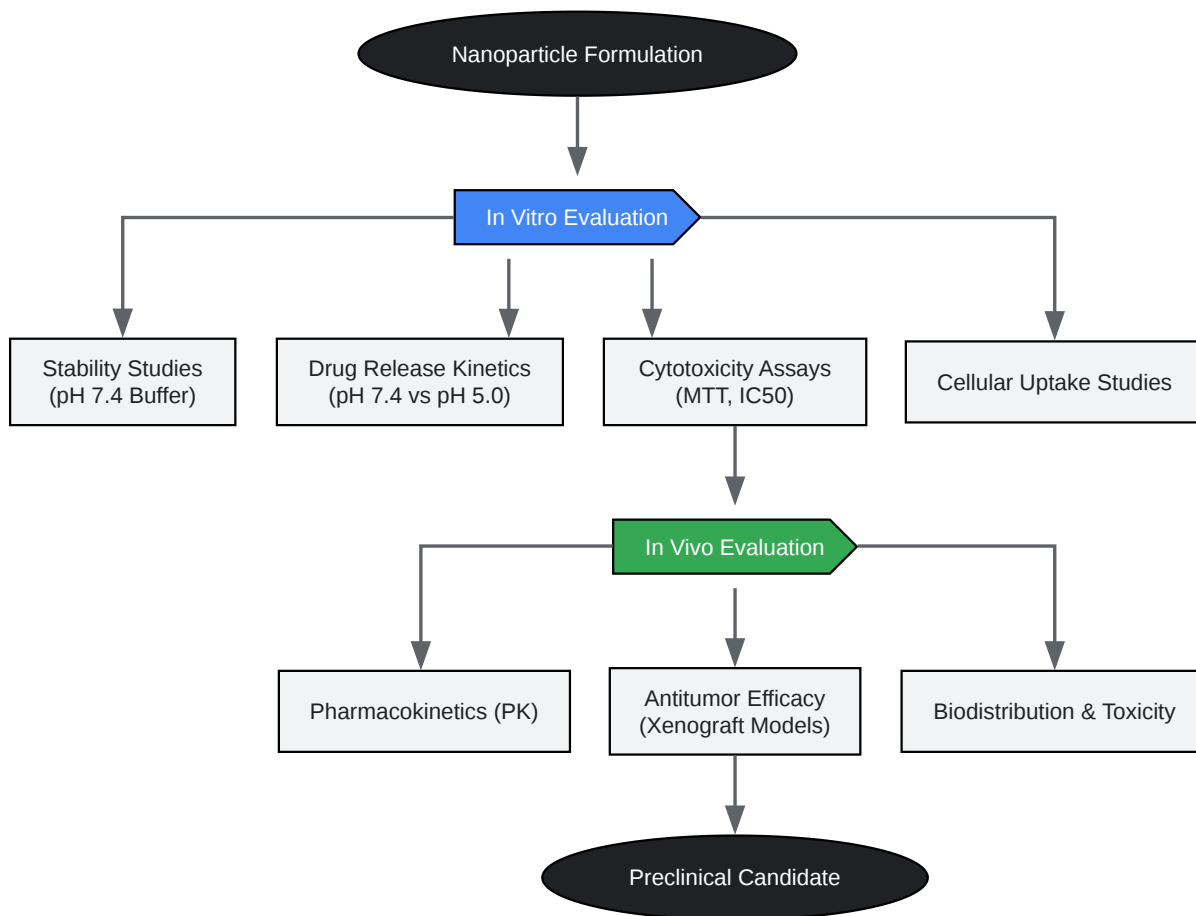 Nanoparticle Formulation
In Vitro Evaluation
Stability Studies
(pH 7.4 Buffer)
Drug Release Kinetics
(pH 7.4 vs pH 5.0)
Cytotoxicity Assays
(MTT, IC50)
Cellular Uptake Studies
In Vivo Evaluation
Pharmacokinetics (PK)
Antitumor Efficacy
(Xenograft Models)
Biodistribution & Toxicity
Preclinical Candidate